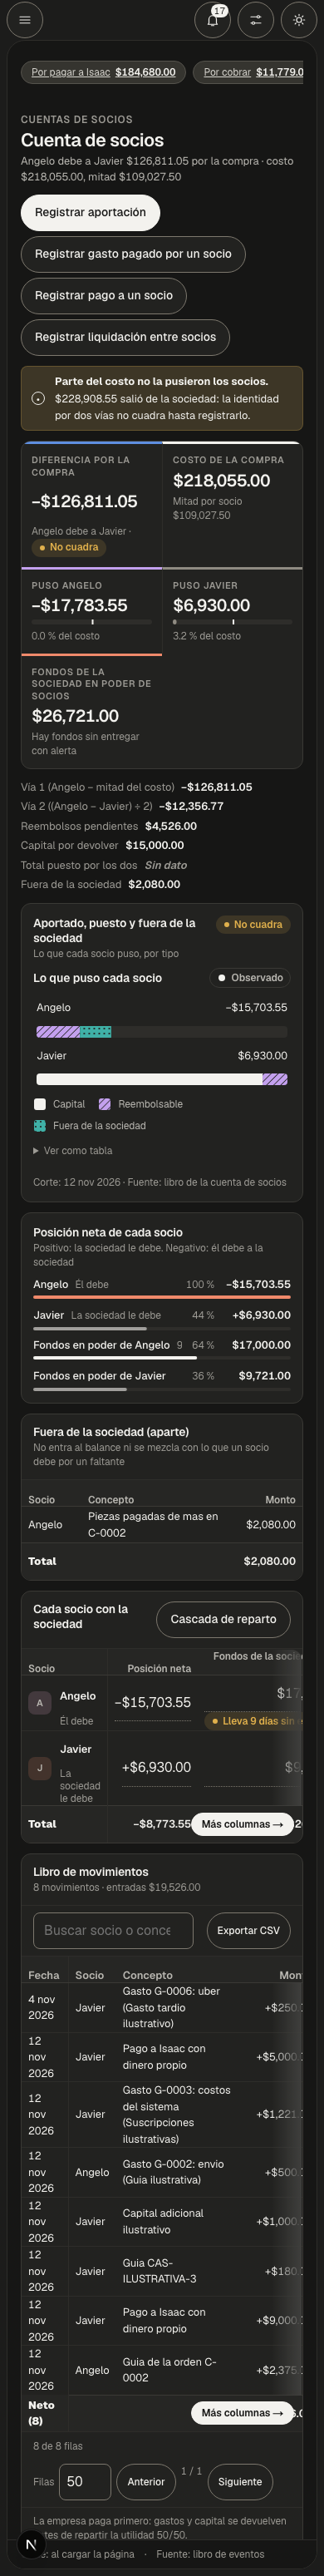 17
Por pagar a Isaac $184,680.00 Por cobrar
CUENTAS DE SOCIOS
Cuenta de socios
Angelo debe a Javier $126,811.05 por la compra · costo
$218,055.00, mitad $109,027.50
Registrar aportación
Registrar gasto pagado por un socio
Registrar pago a un socio
Registrar liquidación entre socios
Parte del costo no la pusieron los socios.
$228,908.55 salió de la sociedad: la identidad
por dos vías no cuadra hasta registrarlo.
DIFERENCIA POR LA
COMPRA
−$126,811.05
Angelo debe a Javier ·
No cuadra
COSTO DE LA COMPRA
$218,055.00
Mitad por socio
$109,027.50
PUSO ANGELO
−$17,783.55
0.0 % del costo
PUSO JAVIER
$6,930.00
3.2 % del costo
FONDOS DE LA
SOCIEDAD EN PODER DE
SOCIOS
$26,721.00
Hay fondos sin entregar
con alerta
Vía 1 (Angelo − mitad del costo) −$126,811.05
Vía 2 ((Angelo − Javier) ÷ 2) −$12,356.77
Reembolsos pendientes $4,526.00
Capital por devolver $15,000.00
Total puesto por los dos Sin dato
Fuera de la sociedad $2,080.00
Aportado, puesto y fuera de la
sociedad
No cuadra
Lo que cada socio puso, por tipo
Lo que puso cada socio Observado
Angelo −$15,703.55
Javier $6,930.00
Capital Reembolsable
Fuera de la sociedad
Ver como tabla
Corte: 12 nov 2026 · Fuente: libro de la cuenta de socios
Posición neta de cada socio
Positivo: la sociedad le debe. Negativo: él debe a la
sociedad
Angelo Él debe 100 % −$15,703.55
Javier La sociedad le debe 44 % +$6,930.00
Fondos en poder de Angelo 9 64 % $17,000.00
Fondos en poder de Javier 36 % $9,721.00
Fuera de la sociedad (aparte)
No entra al balance ni se mezcla con lo que un socio
debe por un faltante
Socio Concepto Monto
Angelo Piezas pagadas de mas en
C-0002 $2,080.00
Total $2,080.00
Cada socio con la
sociedad
Cascada de reparto
Socio Posición neta Fondos de la
A Angelo −$15,703.55
Él debe Lleva 9 días sin
J Javier +$6,930.00
La
sociedad
le debe
Total −$8,773.55 Más columnas →
Libro de movimientos
8 movimientos · entradas $19,526.00
Buscar socio o conce Exportar CSV
Fecha Socio Concepto
4 nov
2026 Javier Gasto G-0006: uber
(Gasto tardio
ilustrativo)
12
nov
2026 Javier Pago a Isaac con
dinero propio
12
nov
2026 Javier Gasto G-0003: costos
del sistema
(Suscripciones
ilustrativas)
12
nov
2026 Angelo Gasto G-0002: envio
(Guia ilustrativa)
12
nov
2026 Javier Capital adicional
ilustrativo
12
nov
2026 Javier Guia CAS-
ILUSTRATIVA-3
12
nov
2026 Javier Pago a Isaac con
dinero propio
12
nov
2026 Angelo Guia de la orden C-
0002
Neto
(8) Más columnas →
8 de 8 filas
Filas 50 Anterior 1 / 1 Siguiente
La empresa paga primero: gastos y capital se devuelven
antes de repartir la utilidad 50/50.
N
al cargar la página · Fuente: libro de eventos